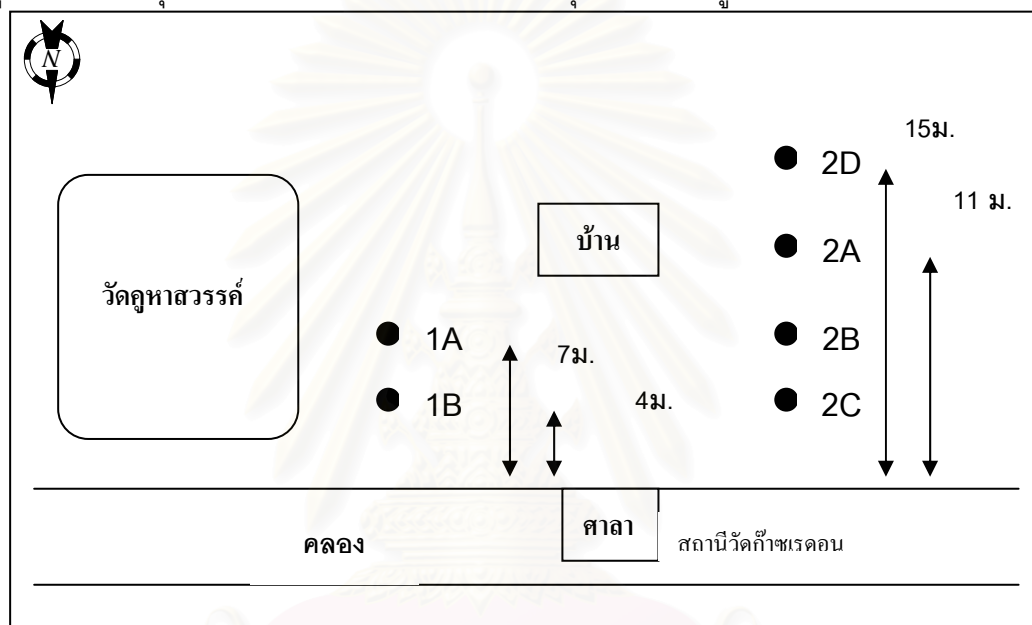 N
15ม.
2D
11 ม.
บ้าน
2A
วัดคูหาสวรรค์
1A
7ม.
2B
1B
4ม.
2C
คลอง
ศาลา
สถานีวัดก๊าซเรดอน